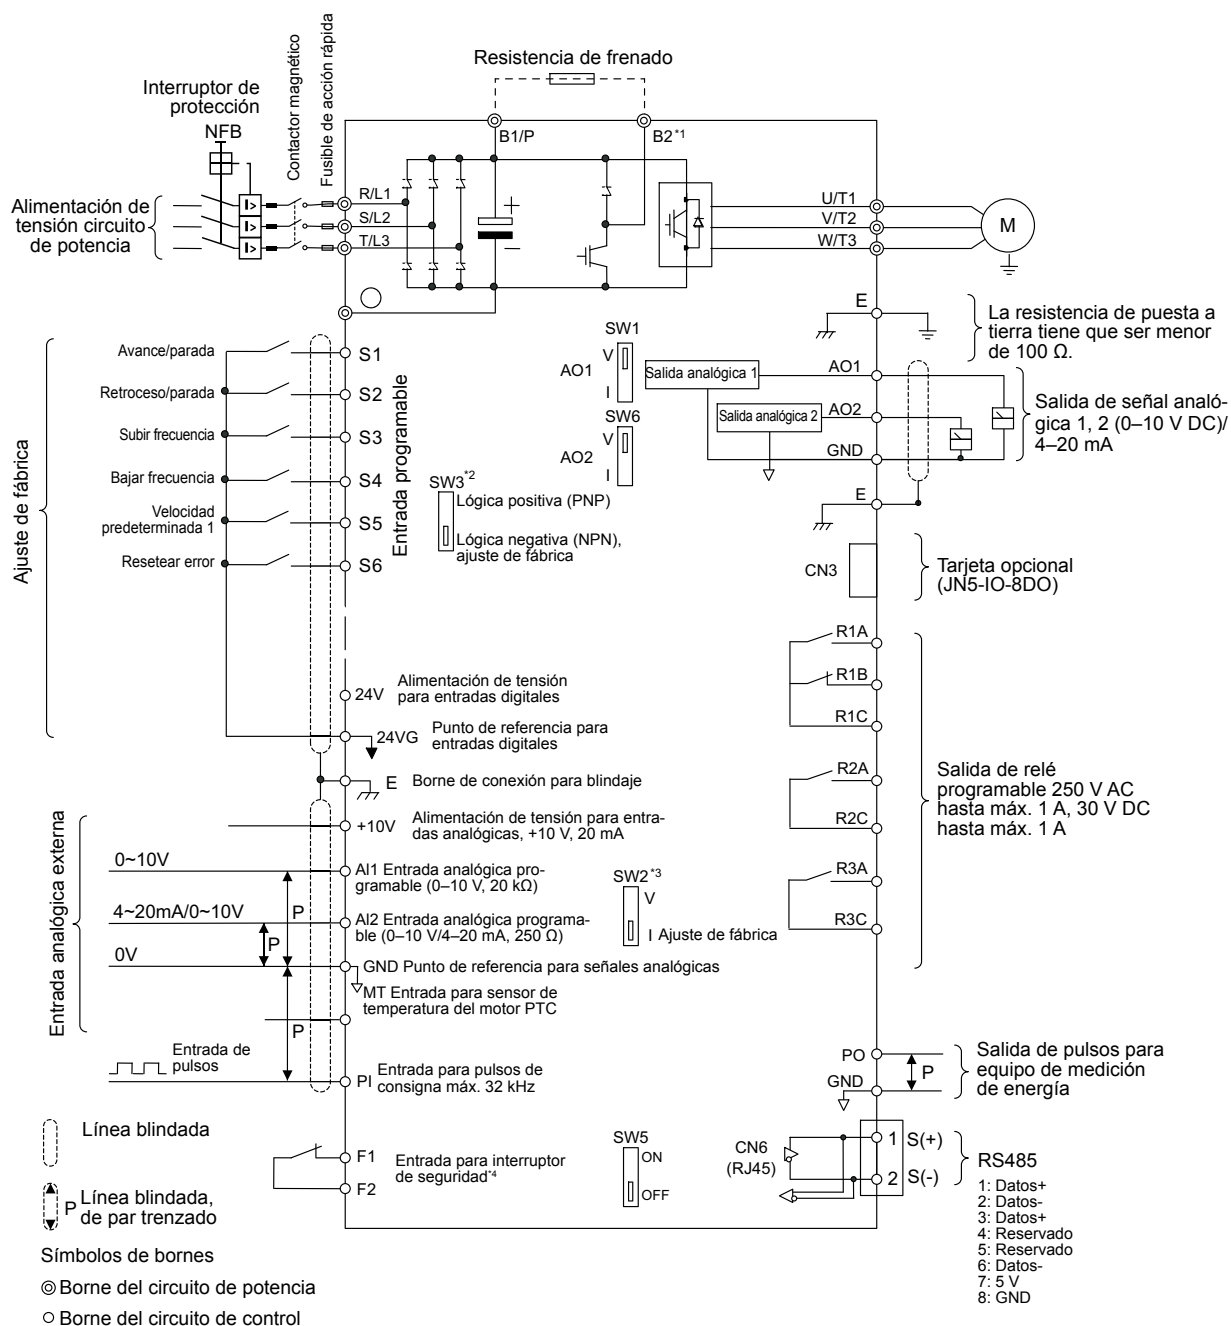 Resistencia de frenado
Interruptor de
protección
NFB
Contactor magnético
Fusible de acción rápida
B1/P
B2*1
Alimentación de
tensión circuito
de potencia
I>
I>
I>
R/L1
S/L2
T/L3
+
−
U/T1
V/T2
W/T3
M
E
La resistencia de puesta a
tierra tiene que ser menor
de 100 Ω.
Ajuste de fábrica
Avance/parada
Retroceso/parada
Subir frecuencia
Bajar frecuencia
Velocidad
predeterminada 1
Resetear error
S1
S2
S3
S4
S5
S6
Entrada programable
SW1
V
AO1
I
SW6
V
AO2
I
Salida analógica 1
AO1
Salida analógica 2
AO2
GND
Salida de señal analó-
gica 1, 2 (0–10 V DC)/
4–20 mA
SW3*2
Lógica positiva (PNP)
Lógica negativa (NPN),
ajuste de fábrica
E
CN3
Tarjeta opcional
(JN5-IO-8DO)
R1A
R1B
R1C
R2A
R2C
R3A
R3C
Salida de relé
programable 250 V AC
hasta máx. 1 A, 30 V DC
hasta máx. 1 A
24V
Alimentación de tensión
para entradas digitales
24VG
Punto de referencia para
entradas digitales
E
Borne de conexión para blindaje
Entrada analógica externa
+10V
Alimentación de tensión para entra-
das analógicas, +10 V, 20 mA
0~10V
AI1 Entrada analógica pro-
gramable (0–10 V, 20 kΩ)
P
4~20mA/0~10V
AI2 Entrada analógica programa-
ble (0–10 V/4–20 mA, 250 Ω)
P
SW2*3
V
I Ajuste de fábrica
0V
GND Punto de referencia para señales analógicas
MT Entrada para sensor de
temperatura del motor PTC
P
Entrada de
pulsos
PI
Entrada para pulsos de
consigna máx. 32 kHz
PO
GND
P
Salida de pulsos para
equipo de medición
de energía
Línea blindada
P Línea blindada,
de par trenzado
F1
F2
Entrada para interruptor
de seguridad*4
SW5
ON
OFF
CN6
(RJ45)
1
S(+)
2
S(-)
RS485
1: Datos+
2: Datos-
3: Datos+
4: Reservado
5: Reservado
6: Datos-
7: 5 V
8: GND
Símbolos de bornes
Borne del circuito de potencia
Borne del circuito de control